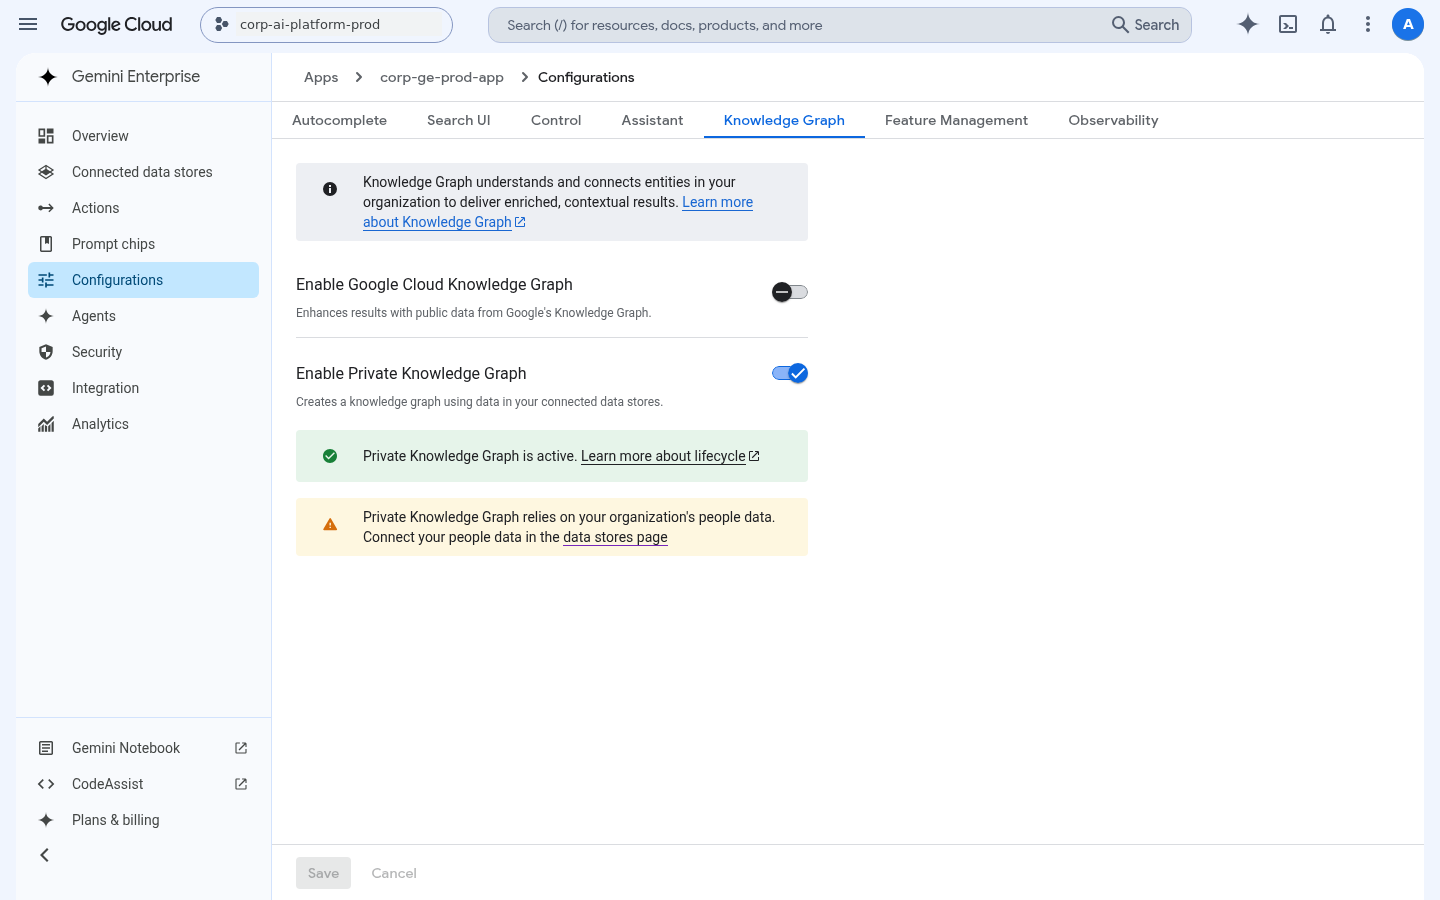 Google Cloud
corp-ai-platform-prod
Search (/) for resources, docs, products, and more
Search
A
Gemini Enterprise
Apps
corp-ge-prod-app
Configurations
Autocomplete
Search UI
Control
Assistant
Knowledge Graph
Feature Management
Observability
Overview
Connected data stores
Actions
Prompt chips
Configurations
Agents
Security
Integration
Analytics
Knowledge Graph understands and connects entities in your
organization to deliver enriched, contextual results. Learn more
about Knowledge Graph
Enable Google Cloud Knowledge Graph
Enhances results with public data from Google's Knowledge Graph.
Enable Private Knowledge Graph
Creates a knowledge graph using data in your connected data stores.
Private Knowledge Graph is active. Learn more about lifecycle
Private Knowledge Graph relies on your organization's people data.
Connect your people data in the data stores page
Gemini Notebook
CodeAssist
Plans & billing
Save
Cancel